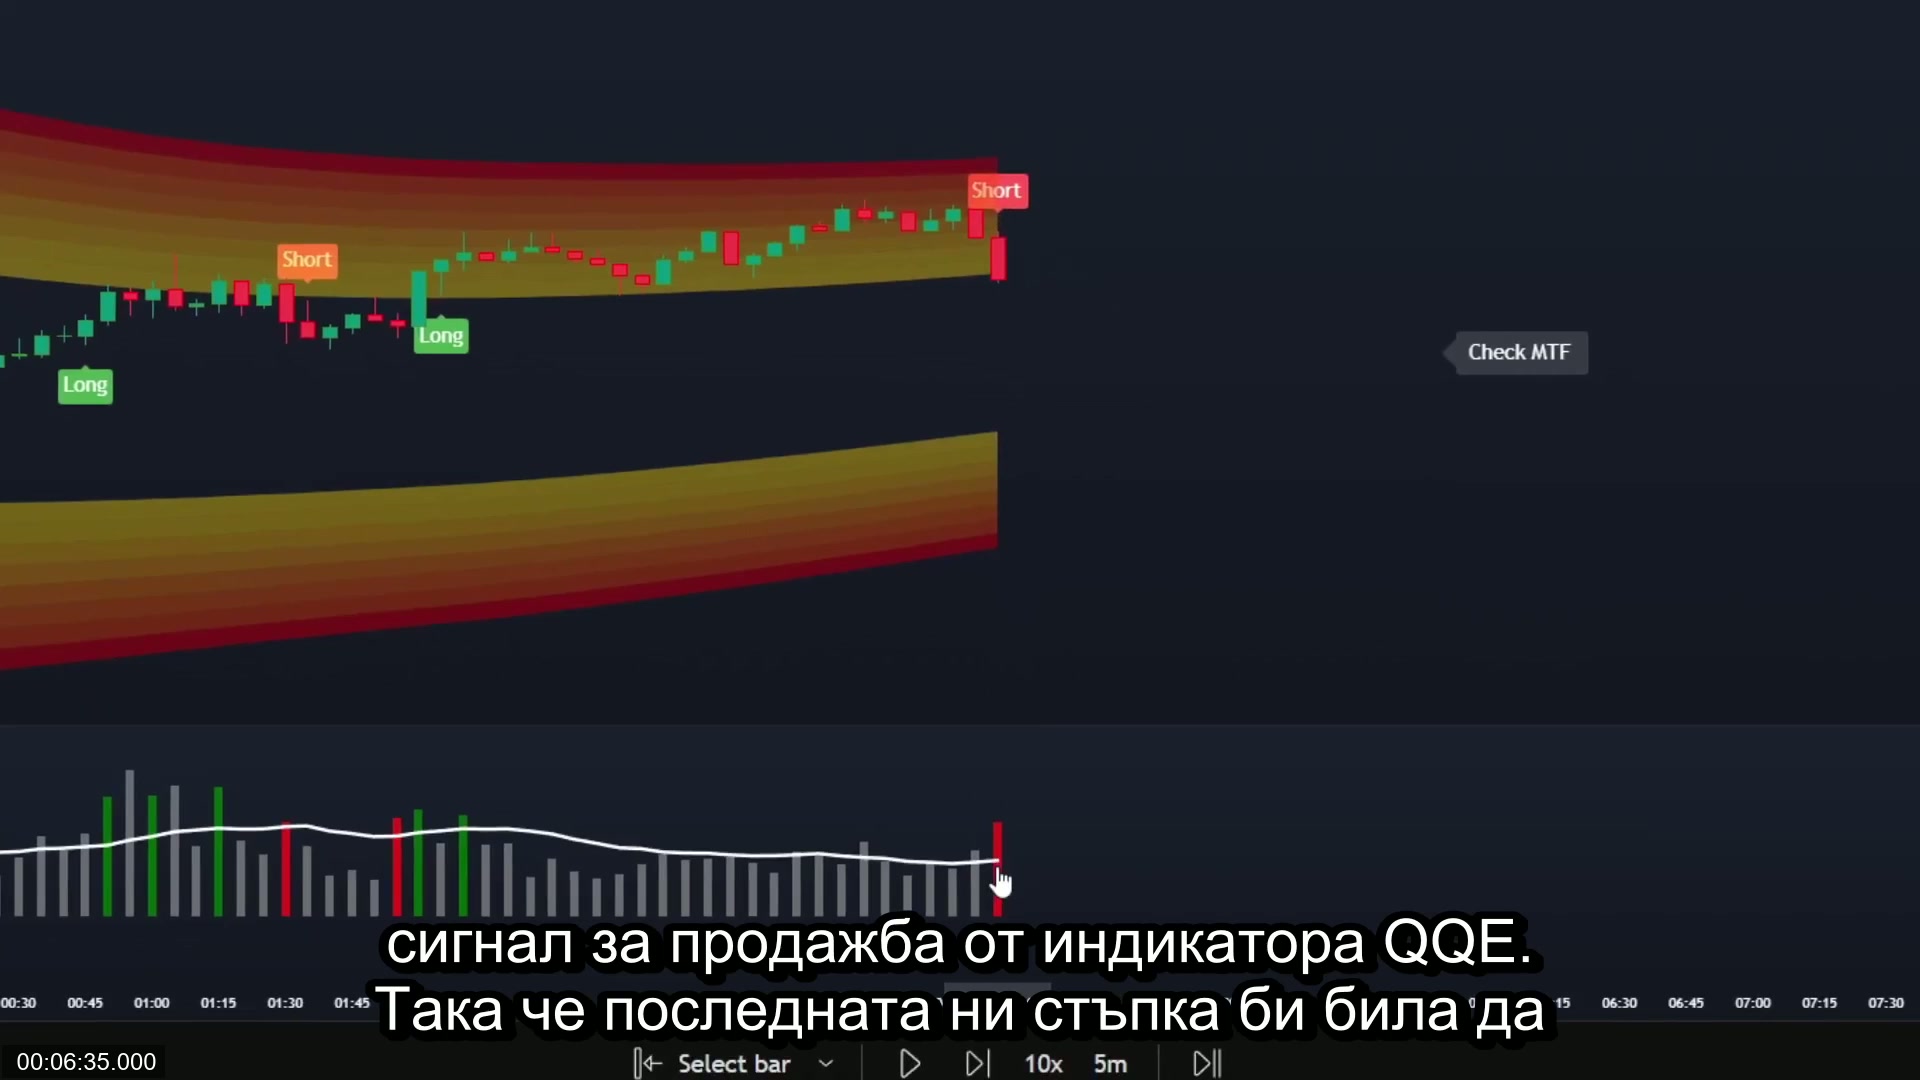 Short
Short
Long
Long
Check MTF
сигнал за продажба от индикатора QQE.
Така че последната ни стъпка би била да
00:30 00:45 01:00 01:15 01:30 01:45 15 06:30 06:45 07:00 07:15 07:30
00:06:35.000
Select bar 10x 5m